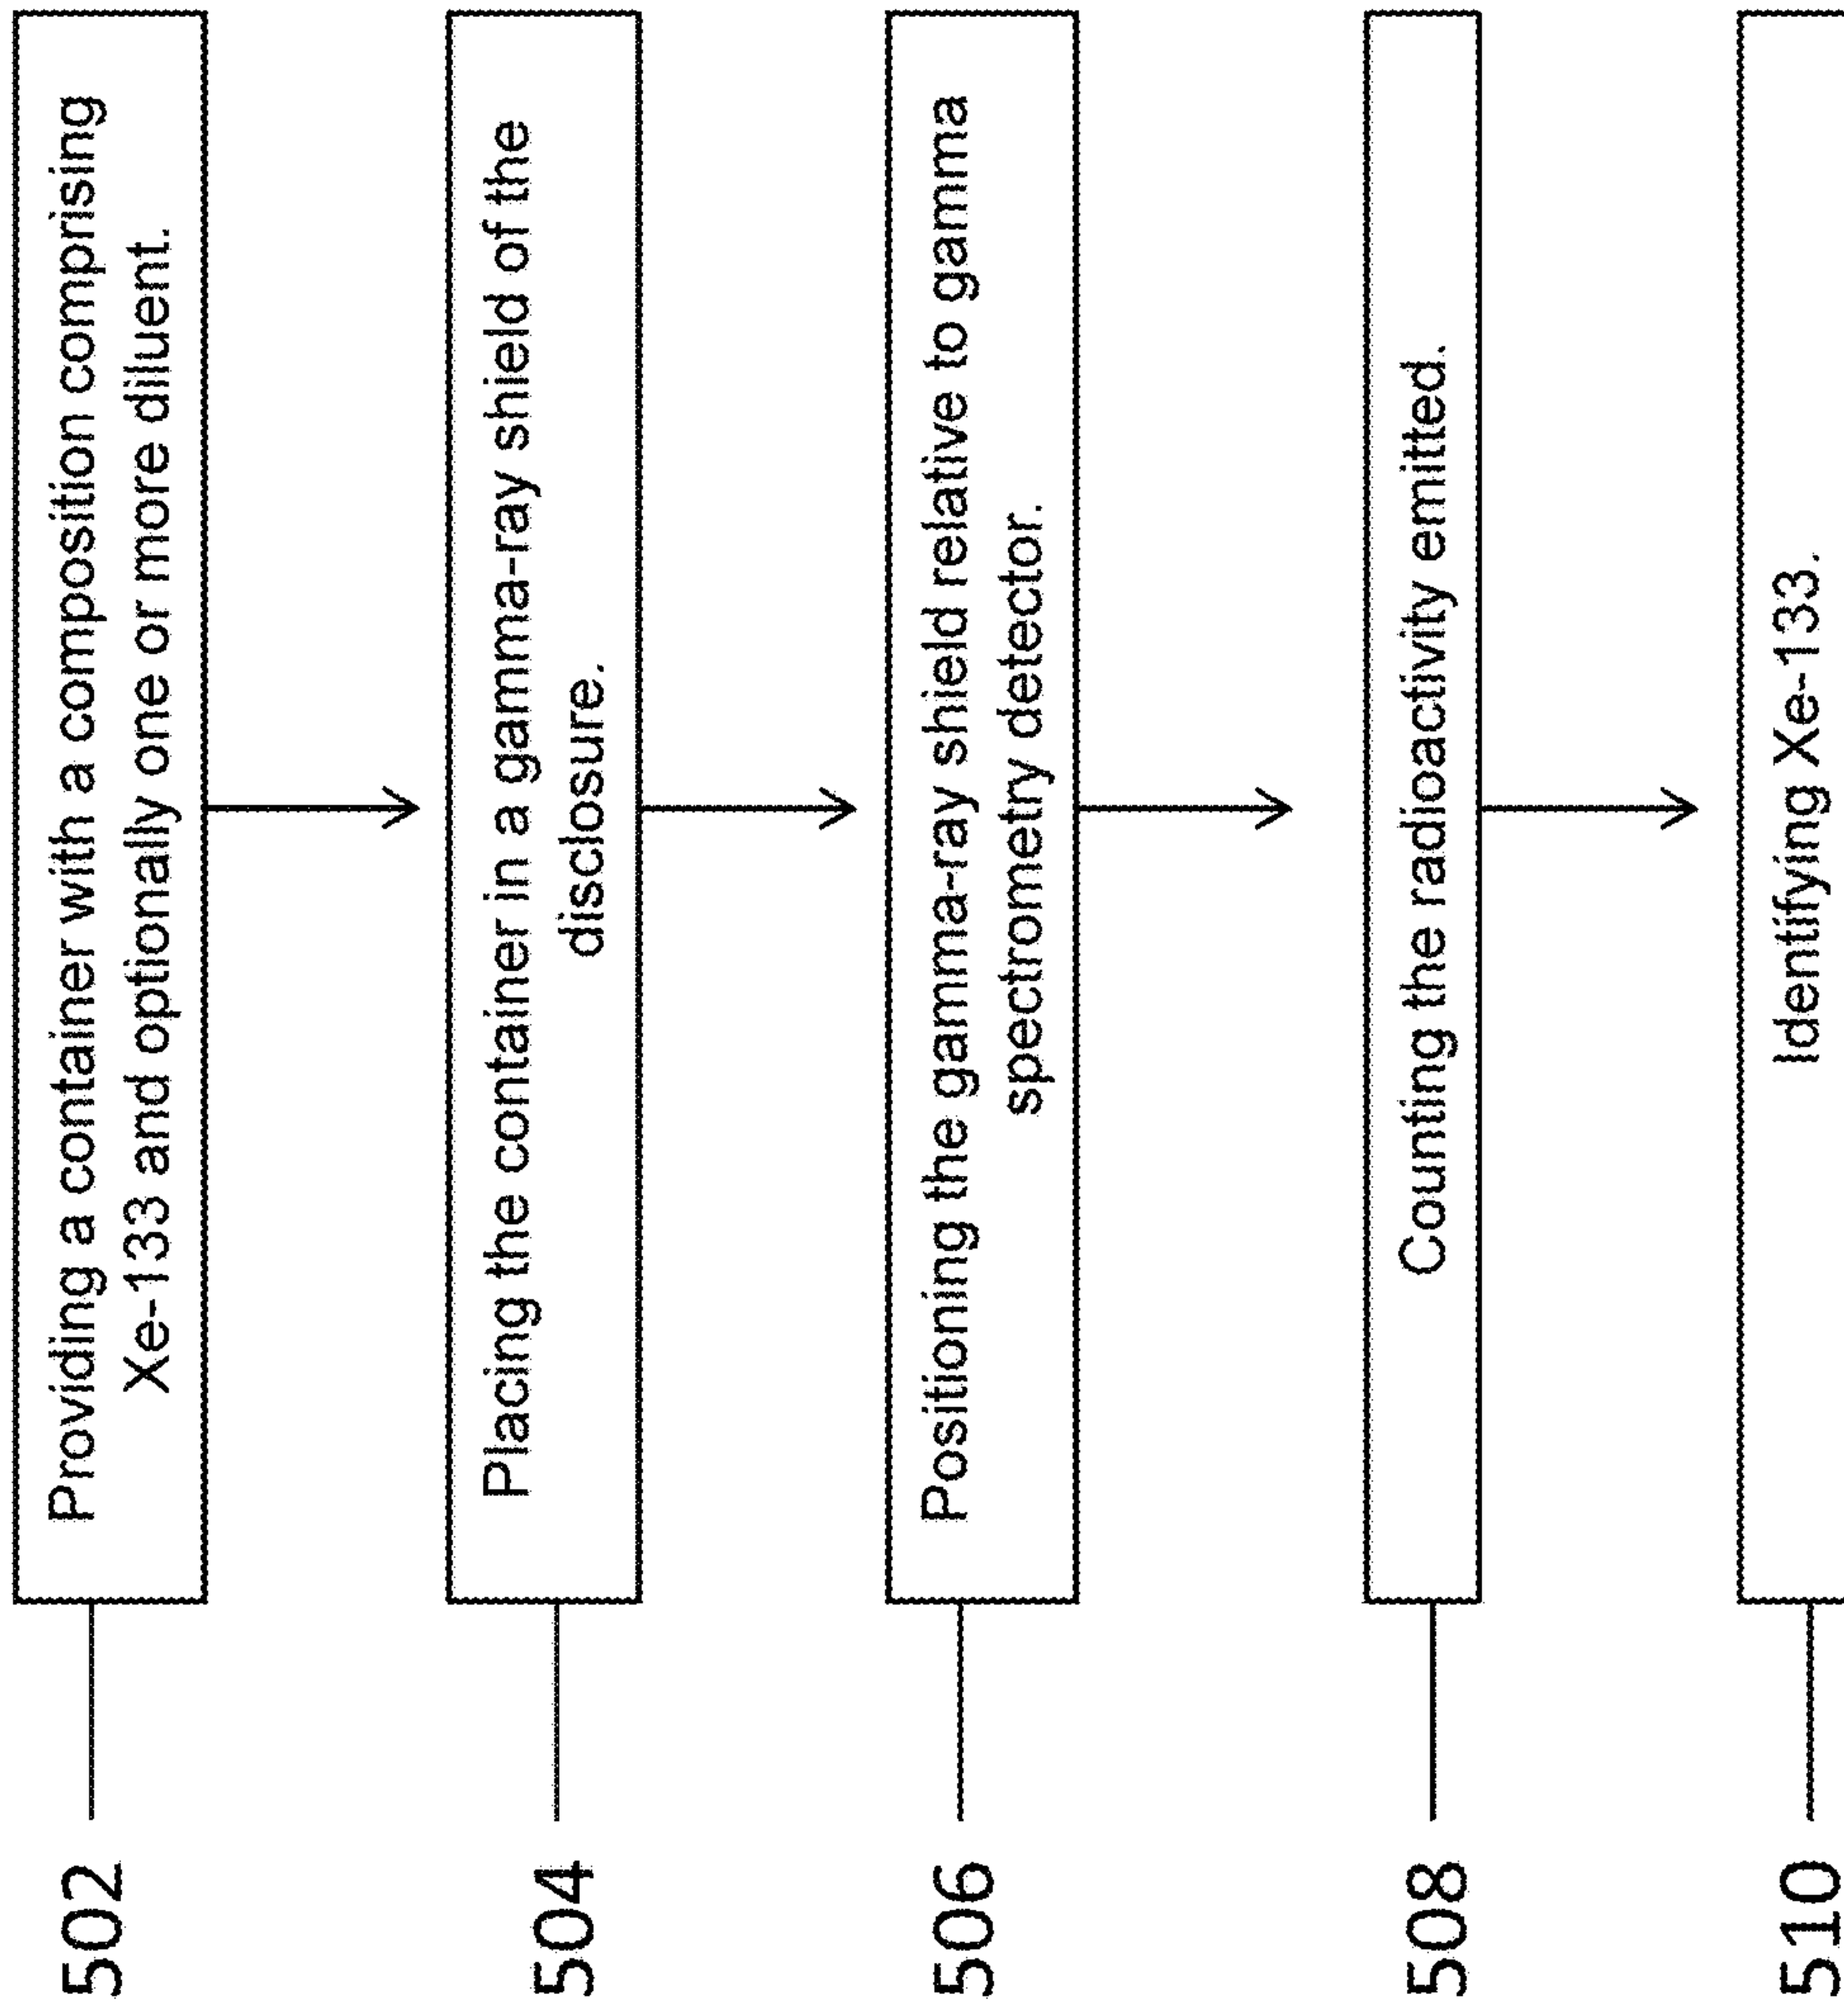 502
Providing a container with a composition comprising
Xe-133 and optionally one or more diluent.
504
Placing the container in a gamma-ray shield of the
disclosure.
506
Positioning the gamma-ray shield relative to gamma
spectrometry detector.
508
Counting the radioactivity emitted.
510
Identifying Xe-133.